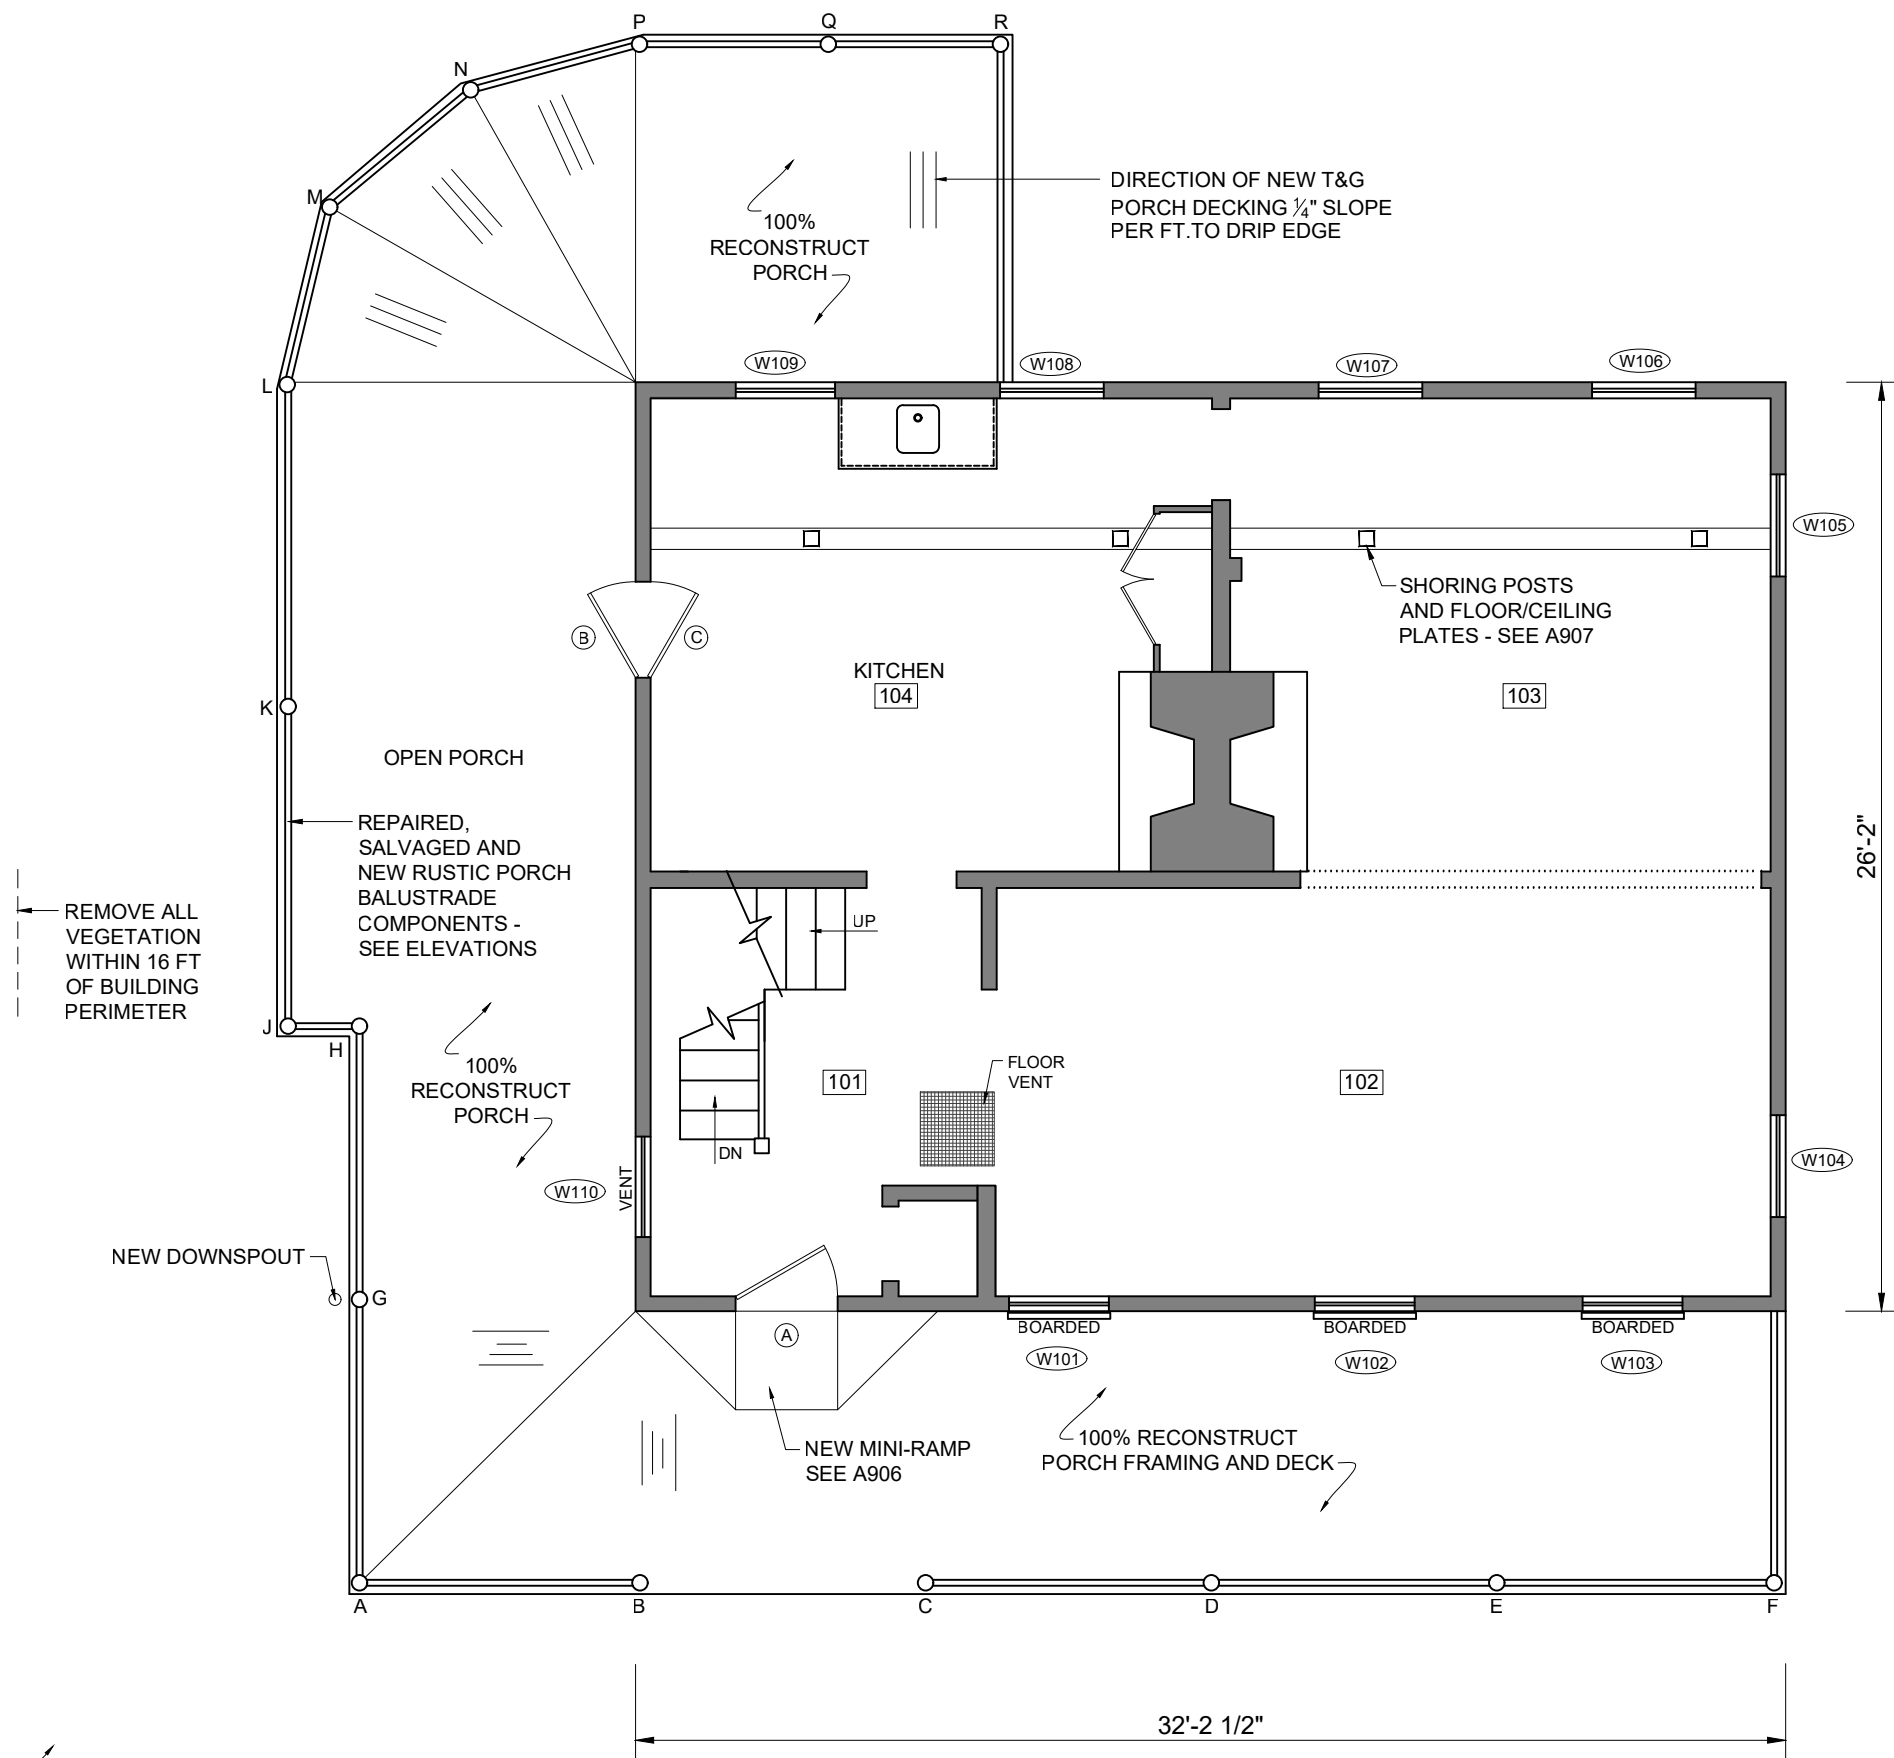 P
Q
R
N
M
L
K
J
H
G
A
B
C
D
E
F
DIRECTION OF NEW T&G
PORCH DECKING ¼" SLOPE
PER FT.TO DRIP EDGE
100%
RECONSTRUCT
PORCH
W109
W108
W107
W106
W105
SHORING POSTS
AND FLOOR/CEILING
PLATES - SEE A907
B
C
KITCHEN
104
103
OPEN PORCH
REPAIRED,
SALVAGED AND
NEW RUSTIC PORCH
BALUSTRADE
COMPONENTS -
SEE ELEVATIONS
REMOVE ALL
VEGETATION
WITHIN 16 FT
OF BUILDING
PERIMETER
26'-2"
UP
100%
RECONSTRUCT
PORCH
101
FLOOR
VENT
102
DN
W110
VENT
W104
NEW DOWNSPOUT
A
BOARDED
W101
BOARDED
W102
BOARDED
W103
NEW MINI-RAMP
SEE A906
100% RECONSTRUCT
PORCH FRAMING AND DECK
32'-2 1/2"